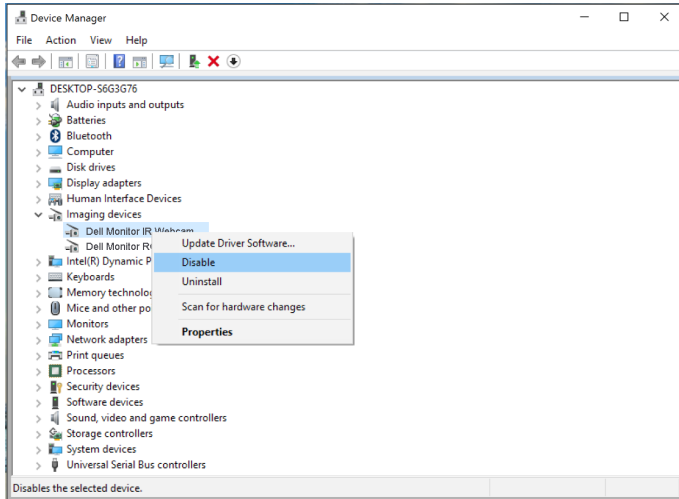 Device Manager
File Action View Help
DESKTOP-S6G3G76
Audio inputs and outputs
Batteries
Bluetooth
Computer
Disk drives
Display adapters
Human Interface Devices
Imaging devices
Dell Monitor IR Webcam
Dell Monitor
Update Driver Software...
Disable
Uninstall
Scan for hardware changes
Properties
Intel(R) Dynamic P
Keyboards
Memory technolo
Mice and other po
Monitors
Network adapters
Print queues
Processors
Security devices
Software devices
Sound, video and game controllers
Storage controllers
System devices
Universal Serial Bus controllers
Disables the selected device.